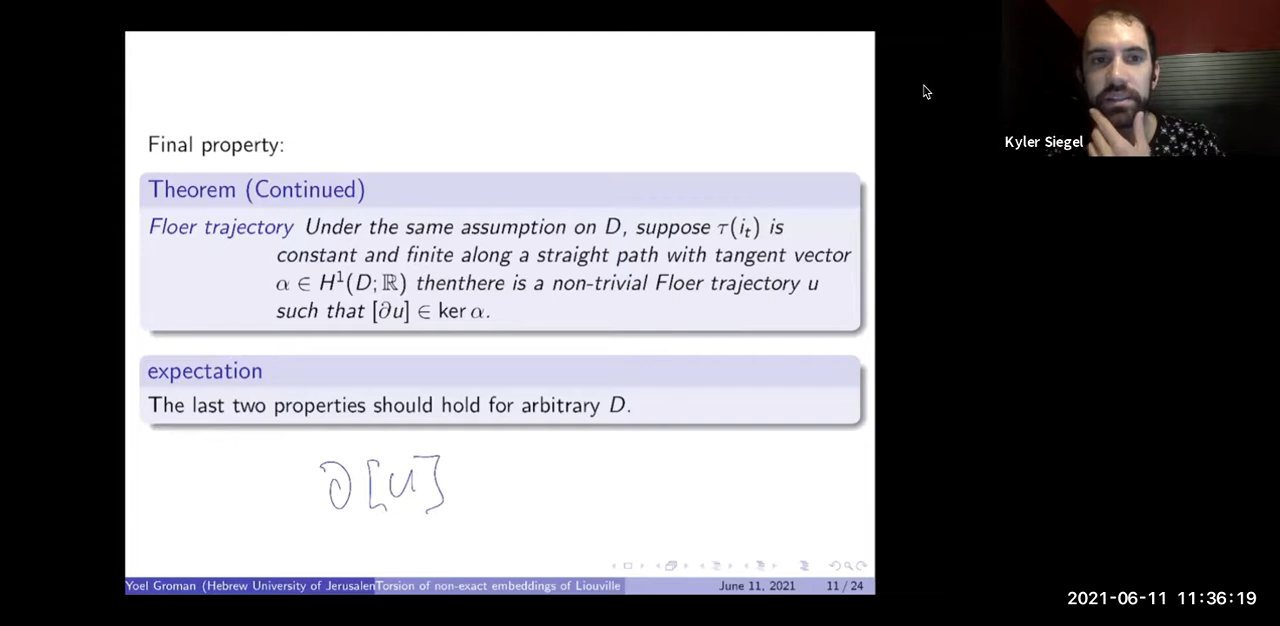 Final property:
Theorem (Continued)
Floer trajectory Under the same assumption on D, suppose τ(i_t) is
constant and finite along a straight path with tangent vector
α ∈ H¹(D; ℝ) thenthere is a non-trivial Floer trajectory u
such that [∂u] ∈ ker α.
expectation
The last two properties should hold for arbitrary D.
∂[u]
Yoel Groman (Hebrew University of Jerusalen Torsion of non-exact embeddings of Liouville June 11, 2021 11 / 24
Kyler Siegel
2021-06-11 11:36:19